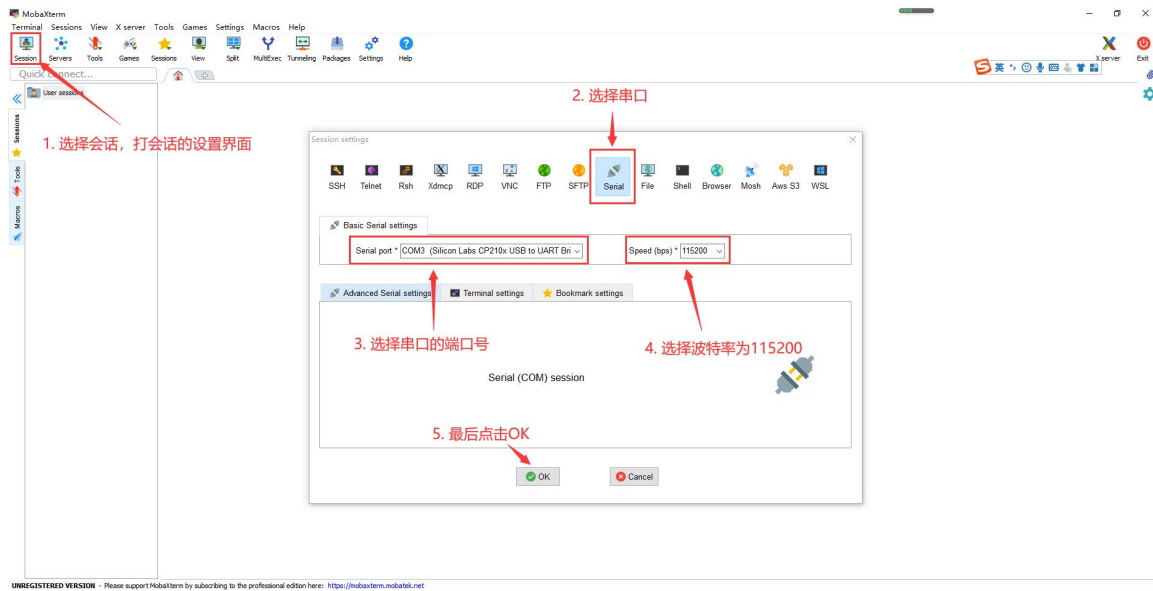 MobaXterm
Terminal Sessions View X server Tools Games Settings Macros Help
Session Servers Tools Games Sessions View Split MultiExec Tunneling Packages Settings Help X server Exit
Quick connect...
英
User sessions
Sessions
Tools
Macros
1. 选择会话，打会话的设置界面
2. 选择串口
Session settings
SSH Telnet Rsh Xdmcp RDP VNC FTP SFTP Serial File Shell Browser Mosh Aws S3 WSL
Basic Serial settings
Serial port * COM3 (Silicon Labs CP210x USB to UART Bri Speed (bps) * 115200
Advanced Serial settings Terminal settings Bookmark settings
3. 选择串口的端口号
4. 选择波特率为115200
Serial (COM) session
5. 最后点击OK
OK Cancel
UNREGISTERED VERSION - Please support MobaXterm by subscribing to the professional edition here: https://mobaxterm.mobatek.net